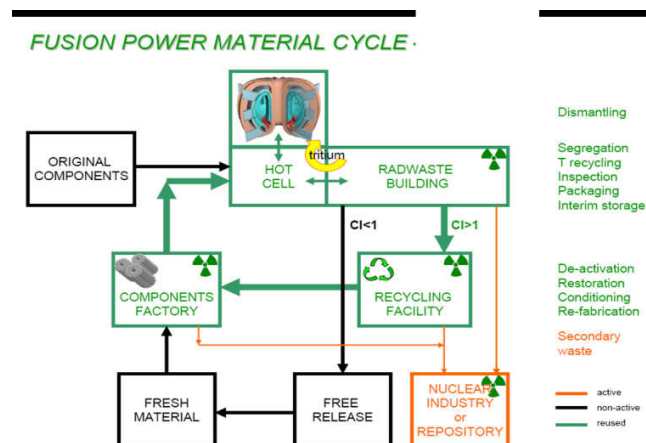 FUSION POWER MATERIAL CYCLE
Dismantling
tritium
ORIGINAL
COMPONENTS
HOT
CELL
RADWASTE
BUILDING
Segregation
T recycling
Inspection
Packaging
Interim storage
CI<1
CI>1
COMPONENTS
FACTORY
RECYCLING
FACILITY
De-activation
Restoration
Conditioning
Re-fabrication
Secondary
waste
FRESH
MATERIAL
FREE
RELEASE
NUCLEAR
INDUSTRY
or
REPOSITORY
active
non-active
reused